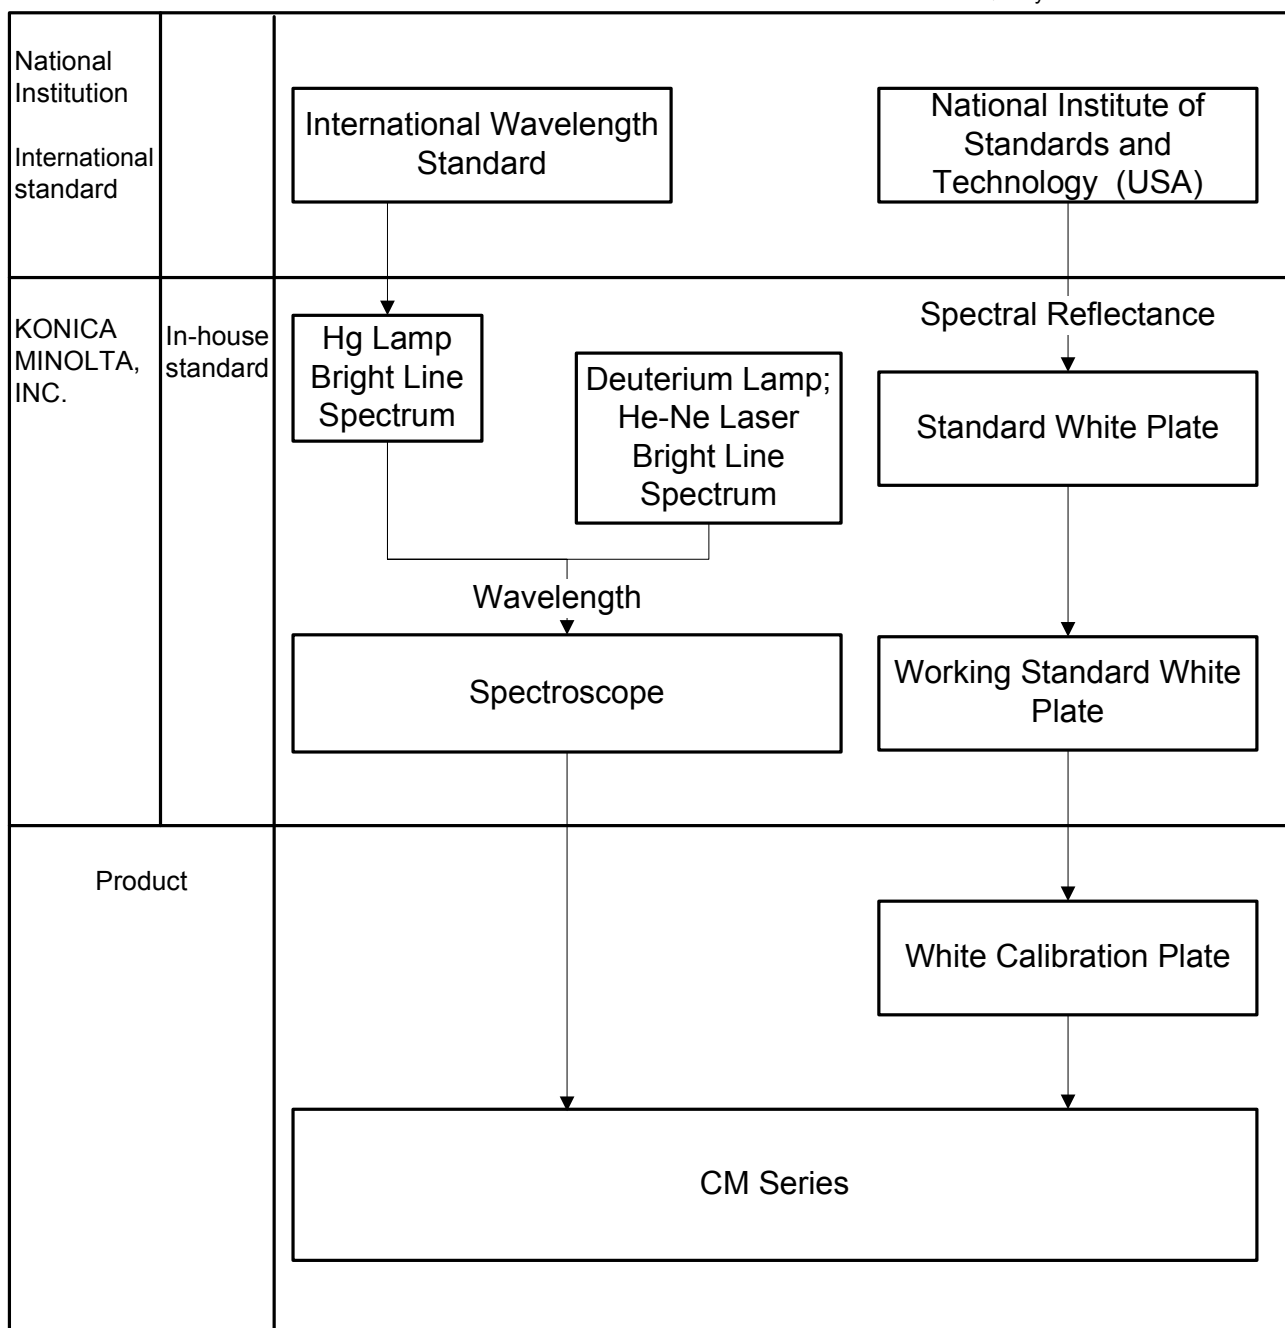 National
Institution
International
standard
International Wavelength
Standard
National Institute of
Standards and
Technology (USA)
KONICA
MINOLTA,
INC.
In-house
standard
Hg Lamp
Bright Line
Spectrum
Deuterium Lamp;
He-Ne Laser
Bright Line
Spectrum
Spectral Reflectance
Standard White Plate
Wavelength
Spectroscope
Working Standard White
Plate
Product
White Calibration Plate
CM Series